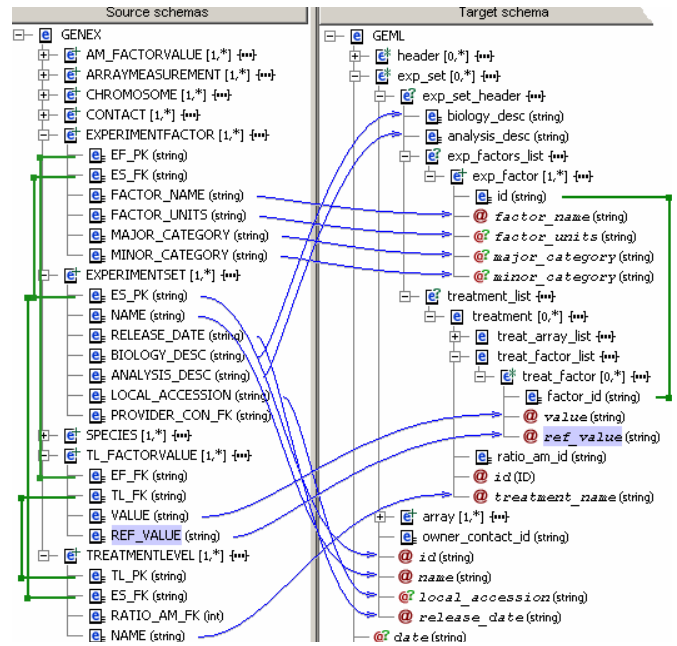 Source schemas
GENEX
AM_FACTORVALUE [1,*] {...}
ARRAYMEASUREMENT [1,*] {...}
CHROMOSOME [1,*] {...}
CONTACT [1,*] {...}
EXPERIMENTFACTOR [1,*] {...}
EF_PK (string)
ES_FK (string)
FACTOR_NAME (string)
FACTOR_UNITS (string)
MAJOR_CATEGORY (string)
MINOR_CATEGORY (string)
EXPERIMENTSET [1,*] {...}
ES_PK (string)
NAME (string)
RELEASE_DATE (string)
BIOLOGY_DESC (string)
ANALYSIS_DESC (string)
LOCAL_ACCESSION (string)
PROVIDER_CON_FK (string)
SPECIES [1,*] {...}
TL_FACTORVALUE [1,*] {...}
EF_FK (string)
TL_FK (string)
VALUE (string)
REF_VALUE (string)
TREATMENTLEVEL [1,*] {...}
TL_PK (string)
ES_FK (string)
RATIO_AM_FK (int)
NAME (string)
Target schema
GEML
header [0,*] {...}
exp_set [0,*] {...}
exp_set_header {...}
biology_desc (string)
analysis_desc (string)
exp_factors_list {...}
exp_factor [1,*] {...}
id (string)
factor_name (string)
factor_units (string)
major_category (string)
minor_category (string)
treatment_list {...}
treatment [0,*] {...}
treat_array_list {...}
treat_factor_list {...}
treat_factor [0,*] {...}
factor_id (string)
value (string)
ref_value (string)
ratio_am_id (string)
id (ID)
treatment_name (string)
array [1,*] {...}
owner_contact_id (string)
id (string)
name (string)
local_accession (string)
release_date (string)
date (string)